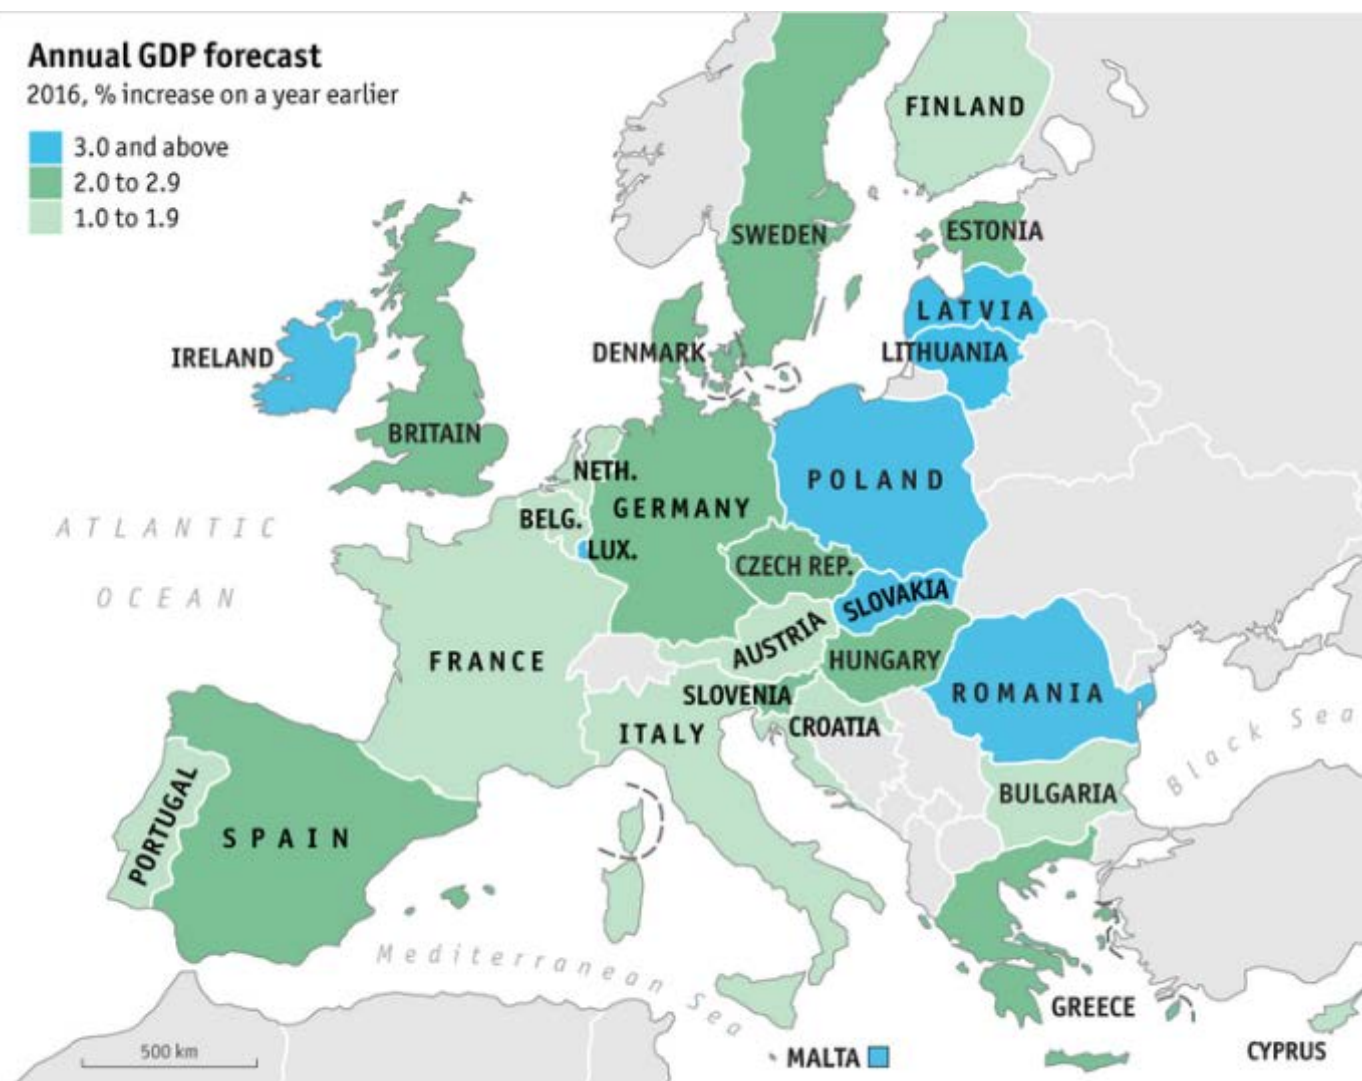 Annual GDP forecast
2016, % increase on a year earlier
3.0 and above
2.0 to 2.9
1.0 to 1.9
FINLAND
SWEDEN
ESTONIA
LATVIA
IRELAND
DENMARK
LITHUANIA
BRITAIN
NETH.
POLAND
GERMANY
BELG.
ATLANTIC
OCEAN
LUX.
CZECH REP.
SLOVAKIA
AUSTRIA
FRANCE
HUNGARY
SLOVENIA
ROMANIA
ITALY
CROATIA
Black Sea
BULGARIA
PORTUGAL
SPAIN
Mediterranean Sea
GREECE
500 km
MALTA
CYPRUS